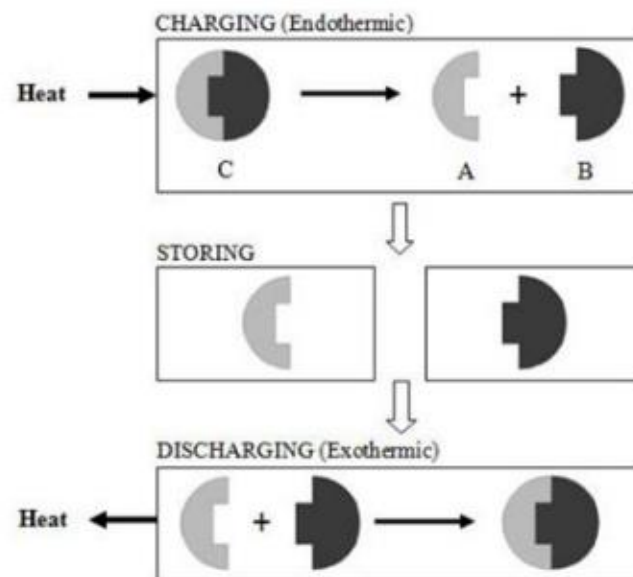 CHARGING (Endothermic)
Heat
+
C
A
B
STORING
DISCHARGING (Exothermic)
Heat
+